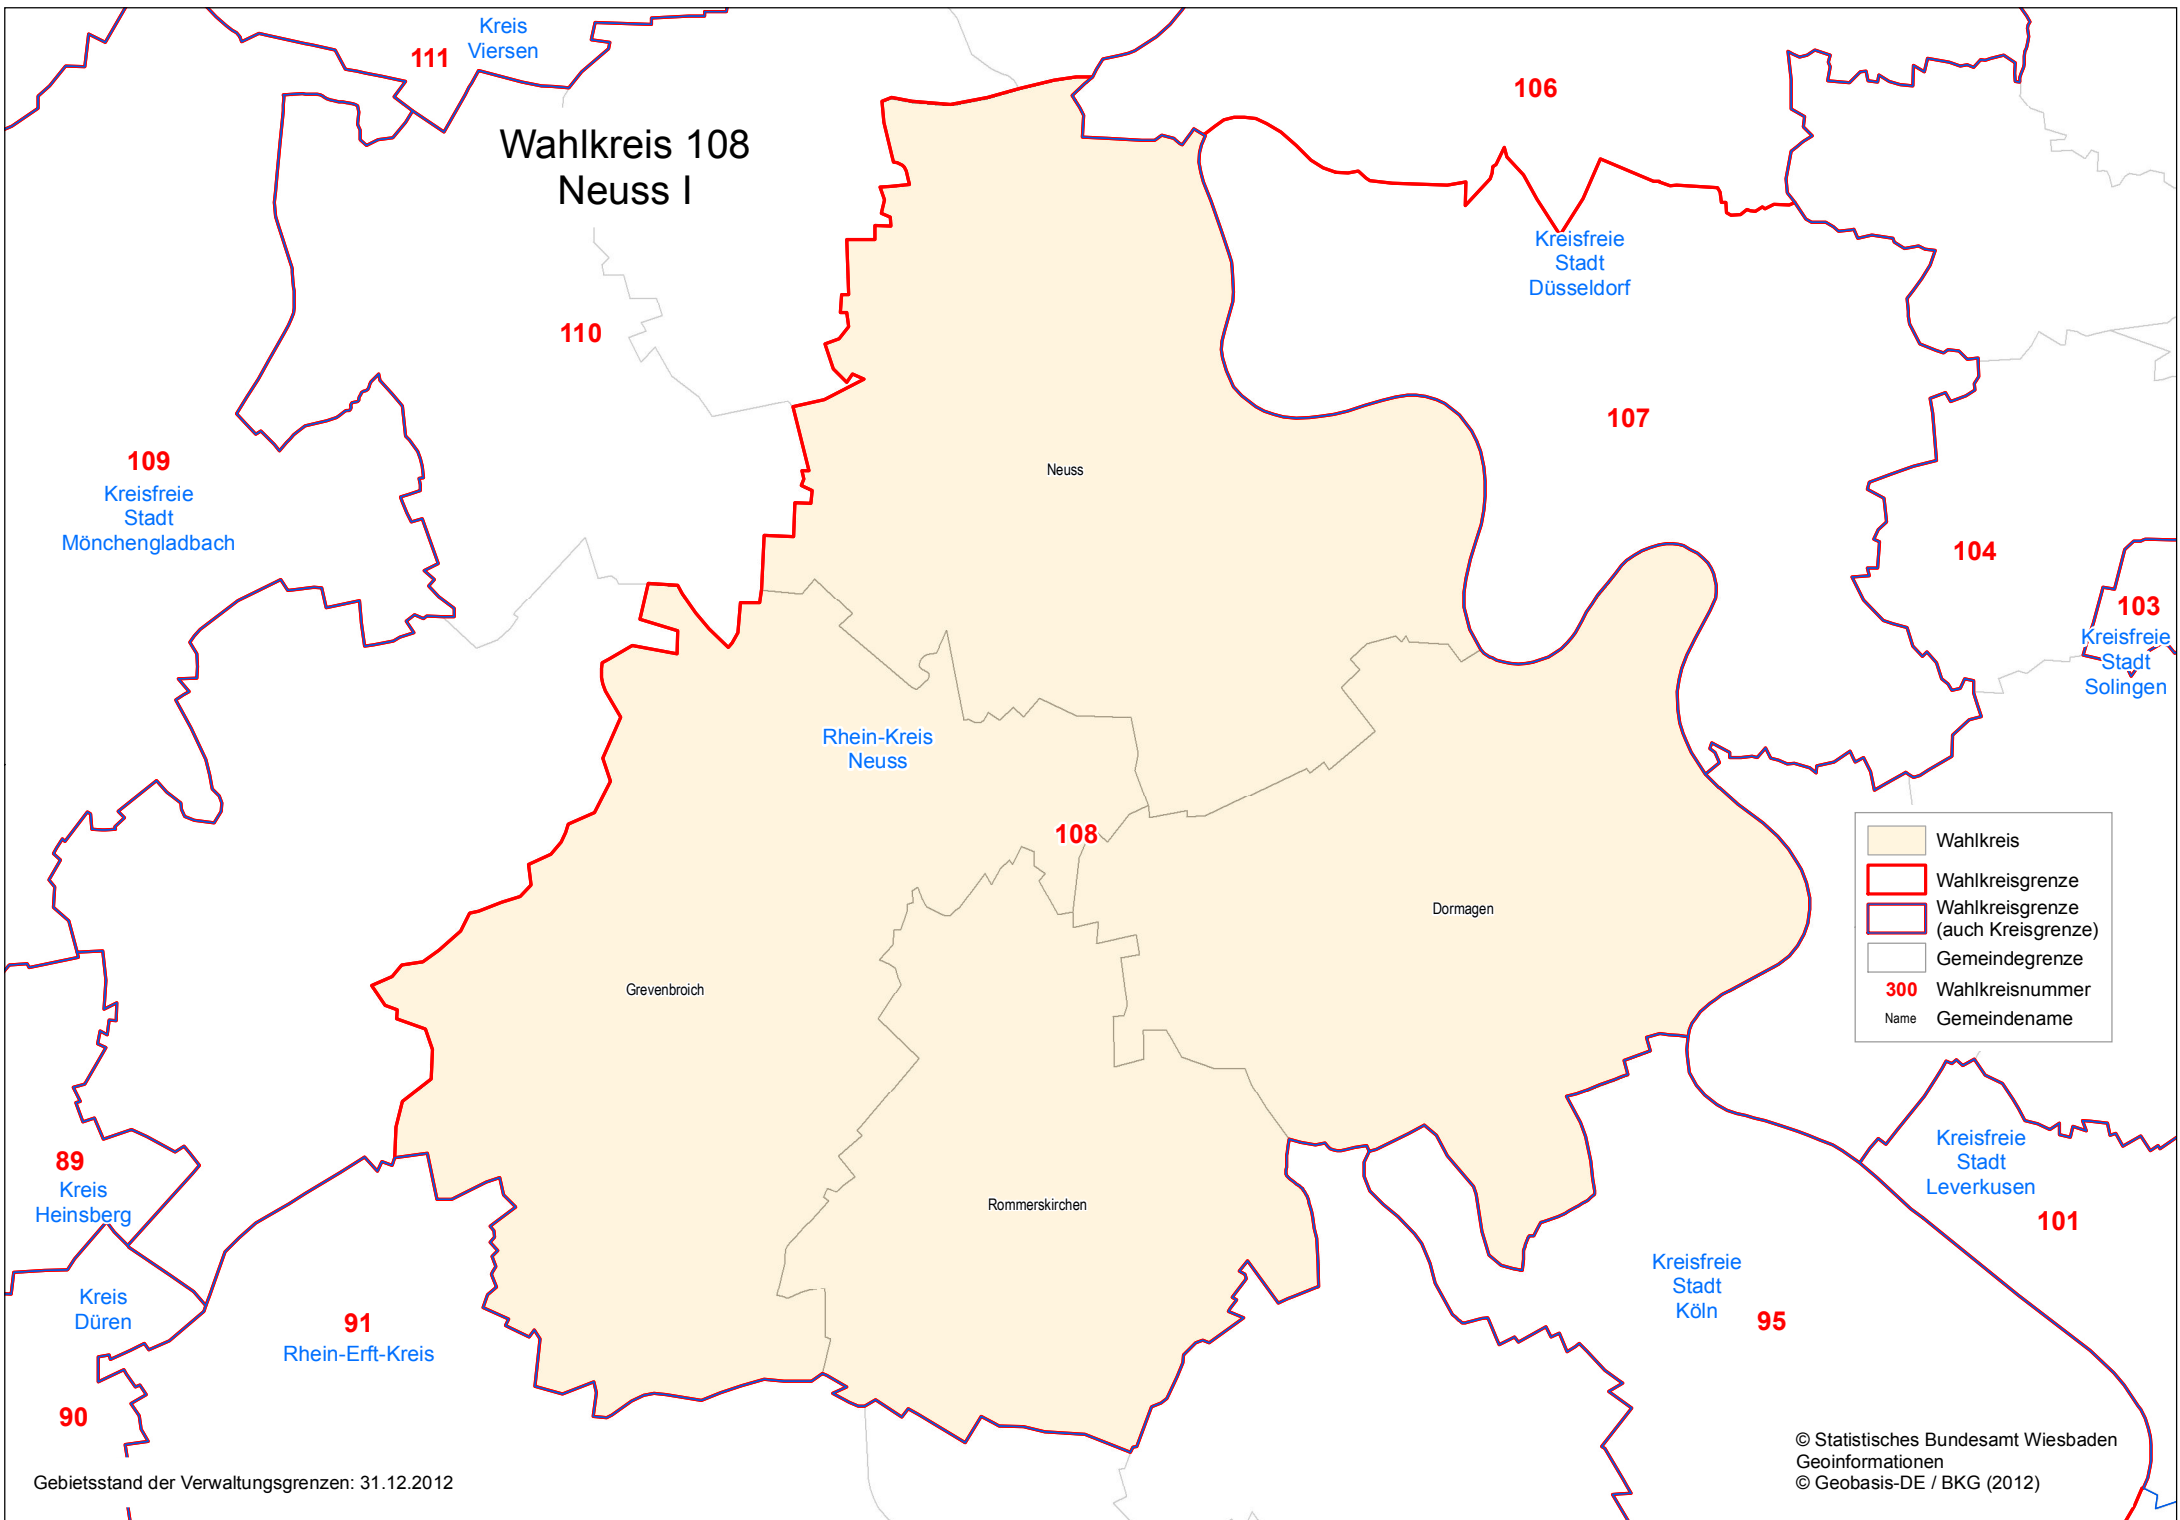 Kreis
Viersen
111
106
Wahlkreis 108
Neuss I
Kreisfreie
Stadt
Düsseldorf
110
107
109
Kreisfreie
Stadt
Mönchengladbach
Neuss
104
103
Kreisfreie
Stadt
Solingen
Rhein-Kreis
Neuss
108
Wahlkreis
Wahlkreisgrenze
Wahlkreisgrenze
(auch Kreisgrenze)
Gemeindegrenze
300 Wahlkreisnummer
Name Gemeindename
Dormagen
Grevenbroich
89
Kreis
Heinsberg
Kreisfreie
Stadt
Leverkusen
101
Rommerskirchen
Kreisfreie
Stadt
Köln
95
Kreis
Düren
91
Rhein-Erft-Kreis
90
Gebietsstand der Verwaltungsgrenzen: 31.12.2012
© Statistisches Bundesamt Wiesbaden
Geoinformationen
© Geobasis-DE / BKG (2012)